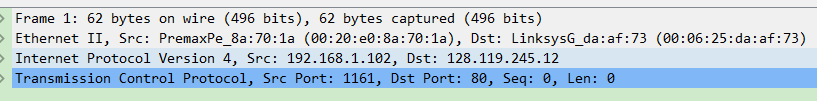 Frame 1: 62 bytes on wire (496 bits), 62 bytes captured (496 bits)
Ethernet II, Src: PremaxPe_8a:70:1a (00:20:e0:8a:70:1a), Dst: LinksysG_da:af:73 (00:06:25:da:af:73)
Internet Protocol Version 4, Src: 192.168.1.102, Dst: 128.119.245.12
Transmission Control Protocol, Src Port: 1161, Dst Port: 80, Seq: 0, Len: 0